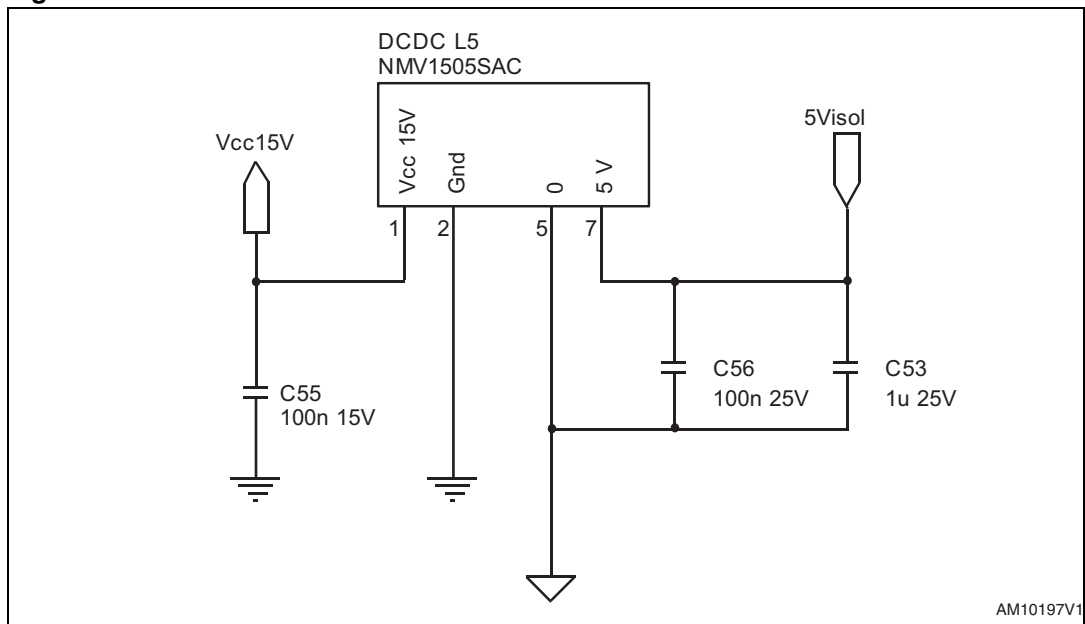 DCDC L5
NMV1505SAC
Vcc 15V
Gnd
0
5 V
Vcc15V
5Visol
1
2
5
7
C55
100n 15V
C56
100n 25V
C53
1u 25V
AM10197V1